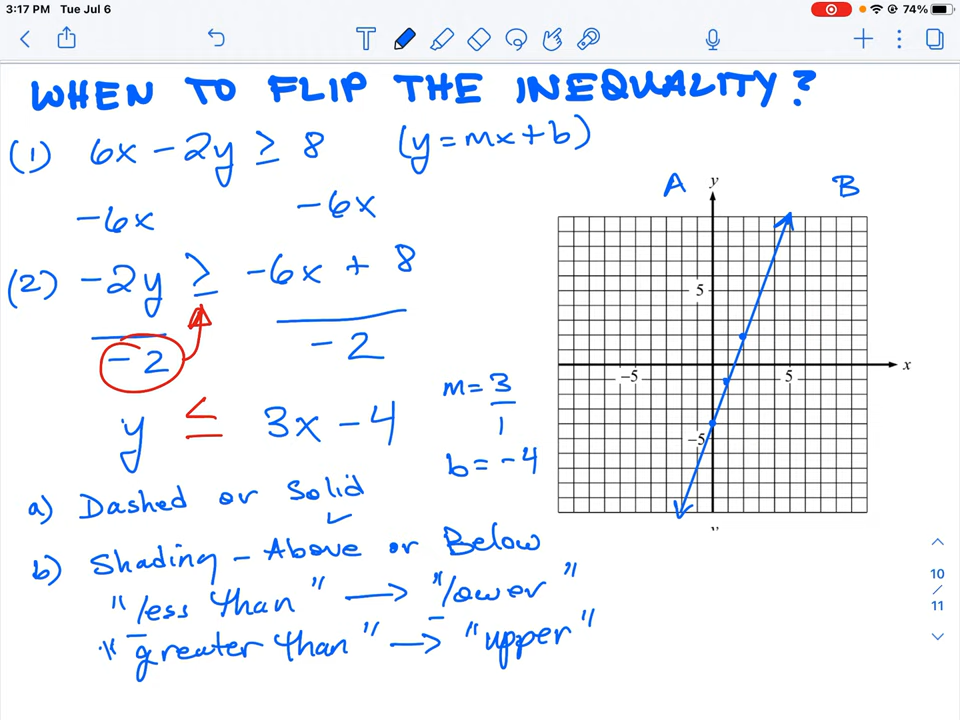 3:17 PM Tue Jul 6
74%
WHEN TO FLIP THE INEQUALITY?
(1) 6x - 2y ≥ 8 (y = mx + b)
-6x -6x
(2) -2y ≥ -6x + 8
-2 -2
y ≤ 3x - 4
m = 3/1
b = -4
a) Dashed or Solid ✓
b) Shading - Above or Below
"less than" → "lower"
"greater than" → "upper"
A y B
5
-5 5 x
-5
y
10
/
11